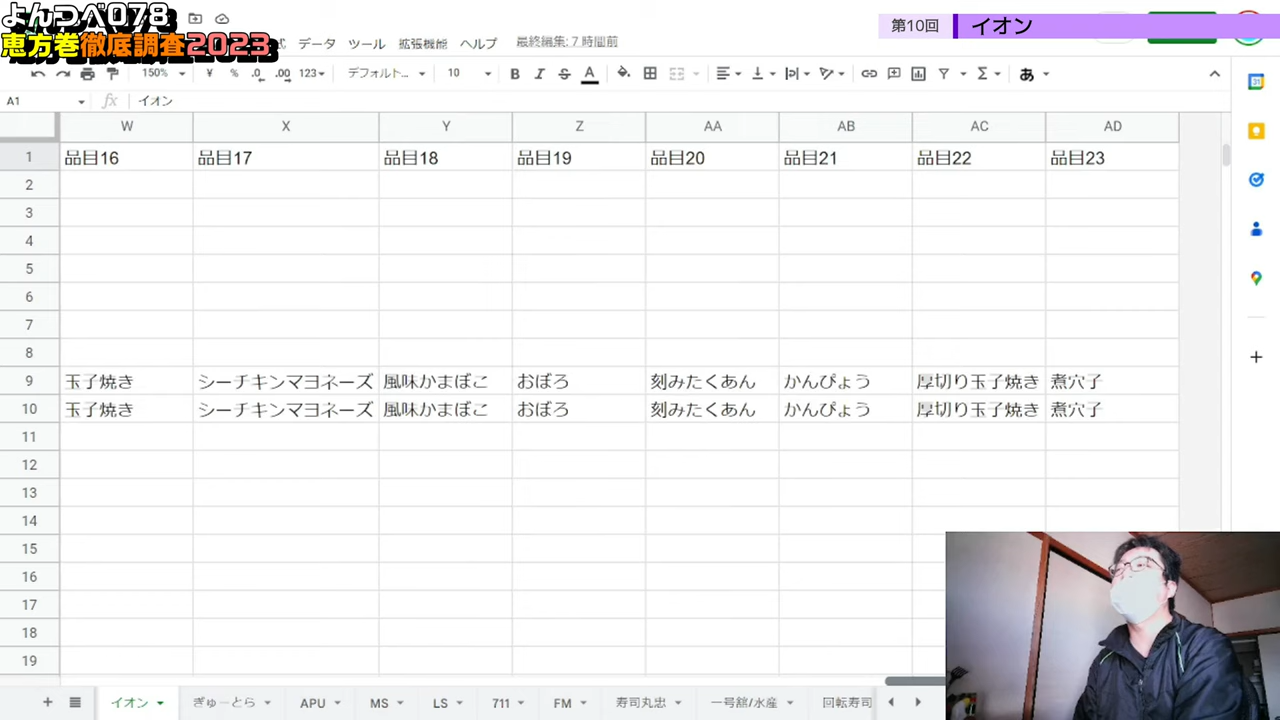 よんつべ078
恵方巻徹底調査2023
第10回 イオン
データ ツール 拡張機能 ヘルプ 最終編集: 7 時間前
150% ¥ % .0 .00 123 デフォルト... 10 B I S A あ
A1 fx イオン
W X Y Z AA AB AC AD
1 品目16 品目17 品目18 品目19 品目20 品目21 品目22 品目23
2
3
4
5
6
7
8
9 玉子焼き シーチキンマヨネーズ 風味かまぼこ おぼろ 刻みたくあん かんぴょう 厚切り玉子焼き 煮穴子
10 玉子焼き シーチキンマヨネーズ 風味かまぼこ おぼろ 刻みたくあん かんぴょう 厚切り玉子焼き 煮穴子
11
12
13
14
15
16
17
18
19
イオン ぎゅーとら APU MS LS 711 FM 寿司丸忠 一号舘/水産 回転寿司